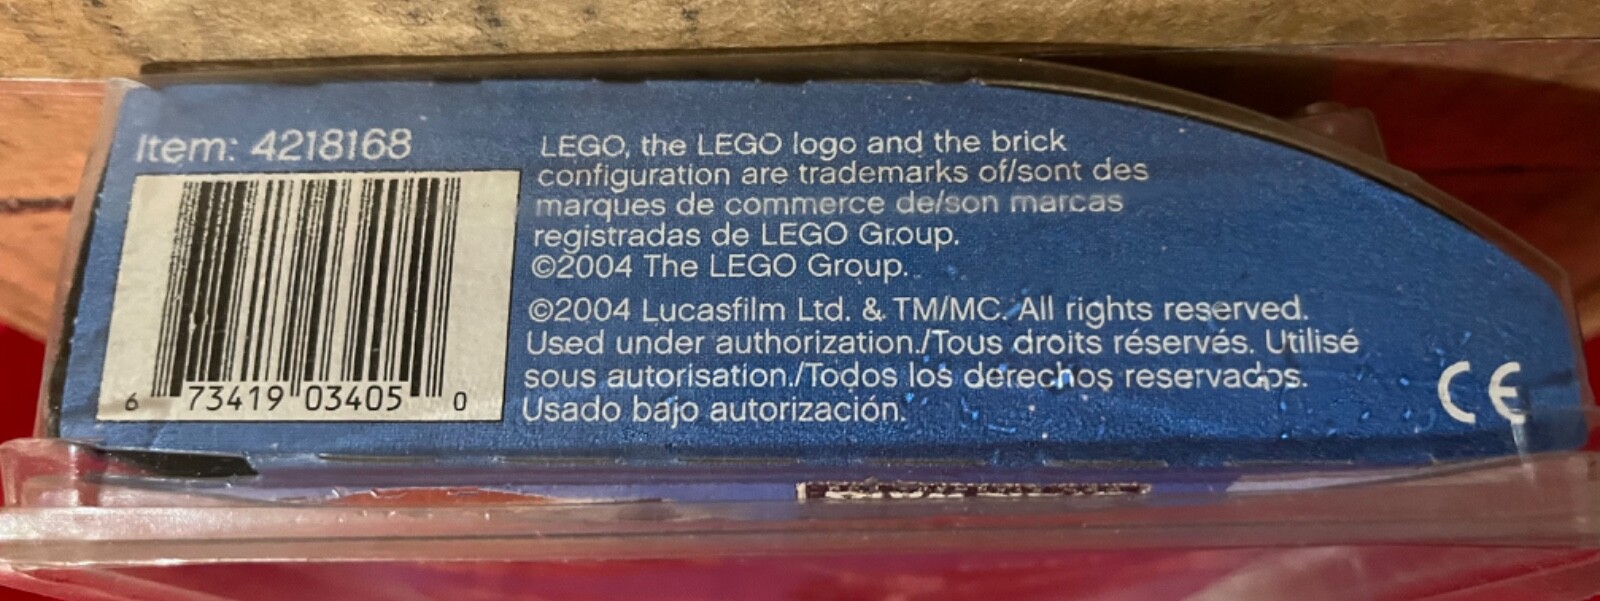 Item: 4218168
6 73419 03405 0
LEGO, the LEGO logo and the brick
configuration are trademarks of/sont des
marques de commerce de/son marcas
registradas de LEGO Group.
©2004 The LEGO Group.
©2004 Lucasfilm Ltd. & TM/MC. All rights reserved.
Used under authorization./Tous droits réservés. Utilisé
sous autorisation./Todos los derechos reservados.
Usado bajo autorización.
CE